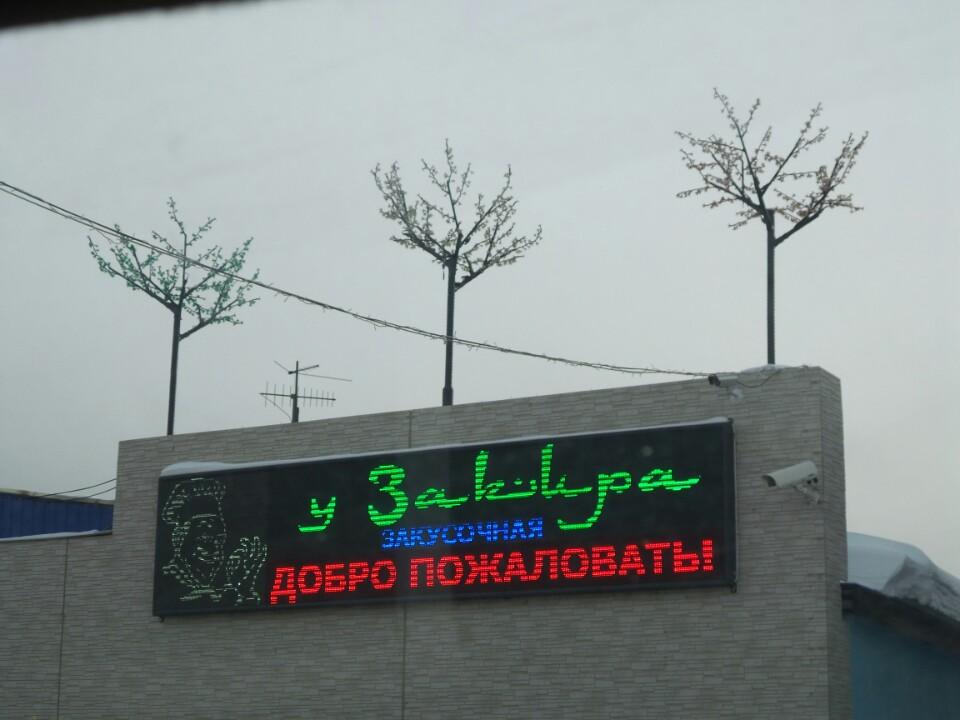 у Закира
ЗАКУСОЧНАЯ
ДОБРО ПОЖАЛОВАТЬ!